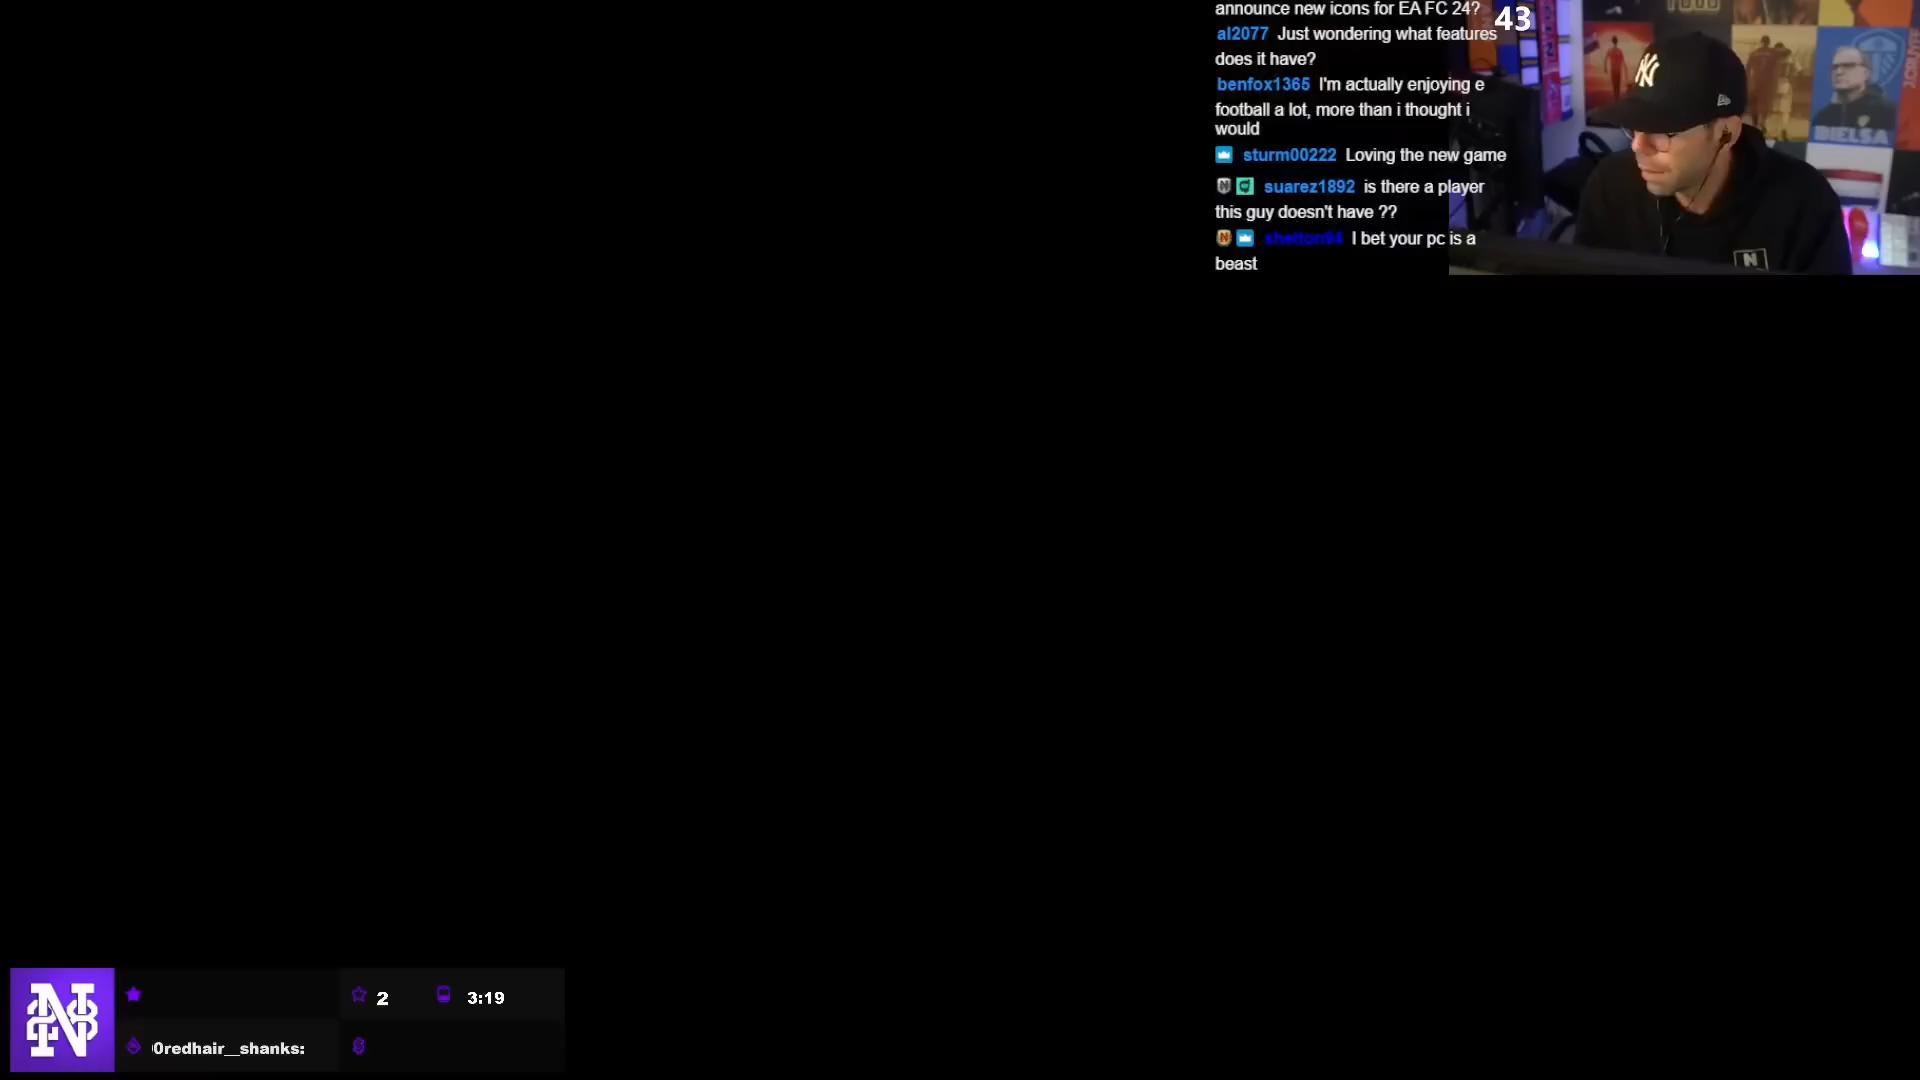 announce new icons for EA FC 24?
43
al2077 Just wondering what features
does it have?
benfox1365 I'm actually enjoying e
football a lot, more than i thought i
would
sturm00222 Loving the new game
suarez1892 is there a player
this guy doesn't have ??
shelton94 I bet your pc is a
beast
BIELSA
N
2
3:19
0redhair__shanks: